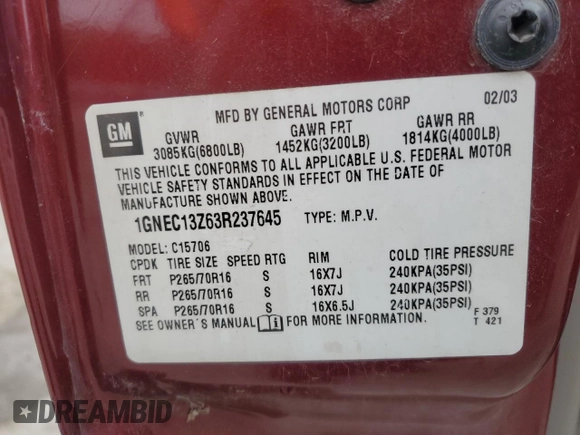 MFD BY GENERAL MOTORS CORP 02/03
GM
GVWR GAWR FRT GAWR RR
3085KG(6800LB) 1452KG(3200LB) 1814KG(4000LB)
THIS VEHICLE CONFORMS TO ALL APPLICABLE U.S. FEDERAL MOTOR
VEHICLE SAFETY STANDARDS IN EFFECT ON THE DATE OF
MANUFACTURE SHOWN ABOVE.
1GNEC13Z63R237645 TYPE: M.P.V.
MODEL: C15706
CPDK TIRE SIZE SPEED RTG RIM COLD TIRE PRESSURE
FRT P265/70R16 S 16X7J 240KPA(35PSI)
RR P265/70R16 S 16X7J 240KPA(35PSI)
SPA P265/70R16 S 16X6.5J 240KPA(35PSI)
SEE OWNER'S MANUAL FOR MORE INFORMATION.
F 379
T 421
DREAMBID